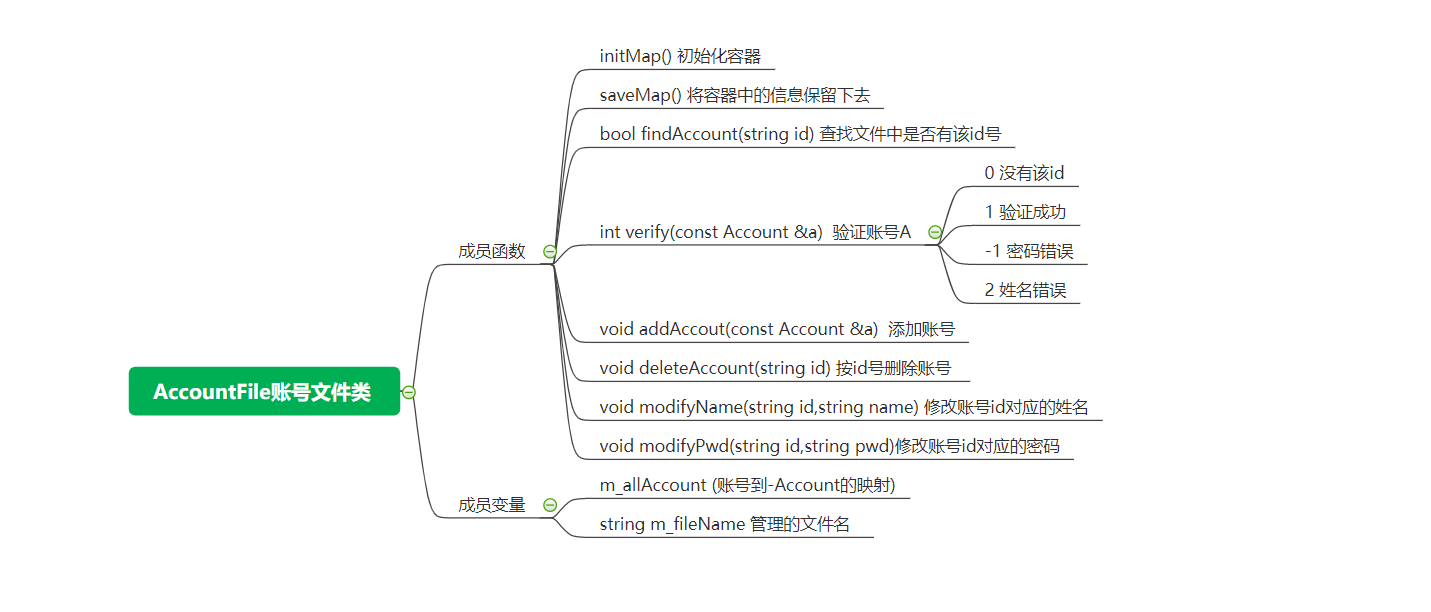 initMap() 初始化容器
saveMap() 将容器中的信息保留下去
bool findAccount(string id) 查找文件中是否有该id号
0 没有该id
1 验证成功
int verify(const Account &a)  验证账号A
成员函数
-1 密码错误
2 姓名错误
void addAccout(const Account &a)  添加账号
void deleteAccount(string id) 按id号删除账号
AccountFile账号文件类
void modifyName(string id,string name) 修改账号id对应的姓名
void modifyPwd(string id,string pwd)修改账号id对应的密码
m_allAccount (账号到-Account的映射)
成员变量
string m_fileName 管理的文件名